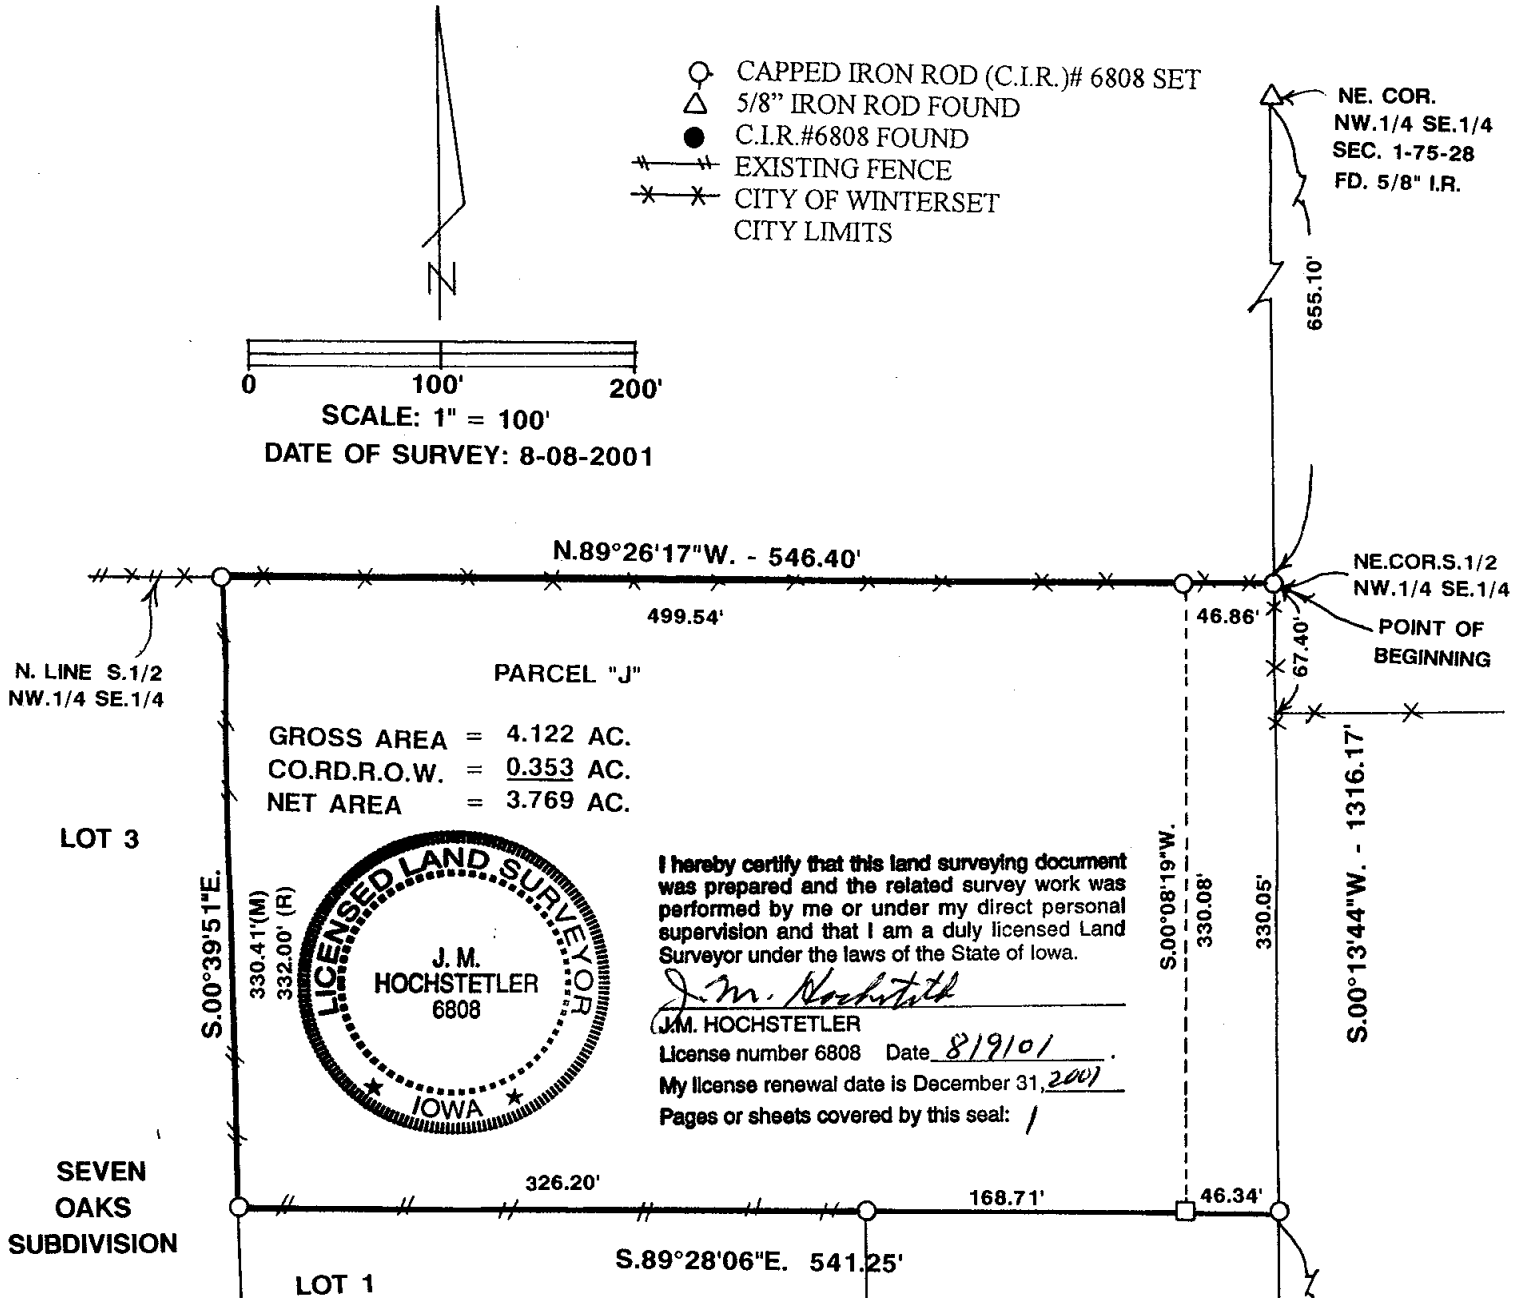 CAPPED IRON ROD (C.I.R.)# 6808 SET
5/8" IRON ROD FOUND
C.I.R.#6808 FOUND
EXISTING FENCE
CITY OF WINTERSET
CITY LIMITS
NE. COR.
NW.1/4 SE.1/4
SEC. 1-75-28
FD. 5/8" I.R.
655.10'
N
0 100' 200'
SCALE: 1" = 100'
DATE OF SURVEY: 8-08-2001
N.89°26'17"W. - 546.40'
499.54'
46.86'
NE.COR.S.1/2
NW.1/4 SE.1/4
POINT OF
BEGINNING
67.40'
N. LINE S.1/2
NW.1/4 SE.1/4
PARCEL "J"
GROSS AREA = 4.122 AC.
CO.RD.R.O.W. = 0.353 AC.
NET AREA = 3.769 AC.
LOT 3
S.00°39'51"E.
330.41'(M)
332.00' (R)
LICENSED LAND SURVEYOR
J. M.
HOCHSTETLER
6808
IOWA
I hereby certify that this land surveying document
was prepared and the related survey work was
performed by me or under my direct personal
supervision and that I am a duly licensed Land
Surveyor under the laws of the State of Iowa.
J. M. Hochstetler
J.M. HOCHSTETLER
License number 6808 Date 8/9/01 .
My license renewal date is December 31, 2001
Pages or sheets covered by this seal: 1
S.00°08'19"W.
330.08'
330.05'
S.00°13'44"W. - 1316.17'
326.20'
168.71'
46.34'
S.89°28'06"E. 541.25'
SEVEN
OAKS
SUBDIVISION
LOT 1